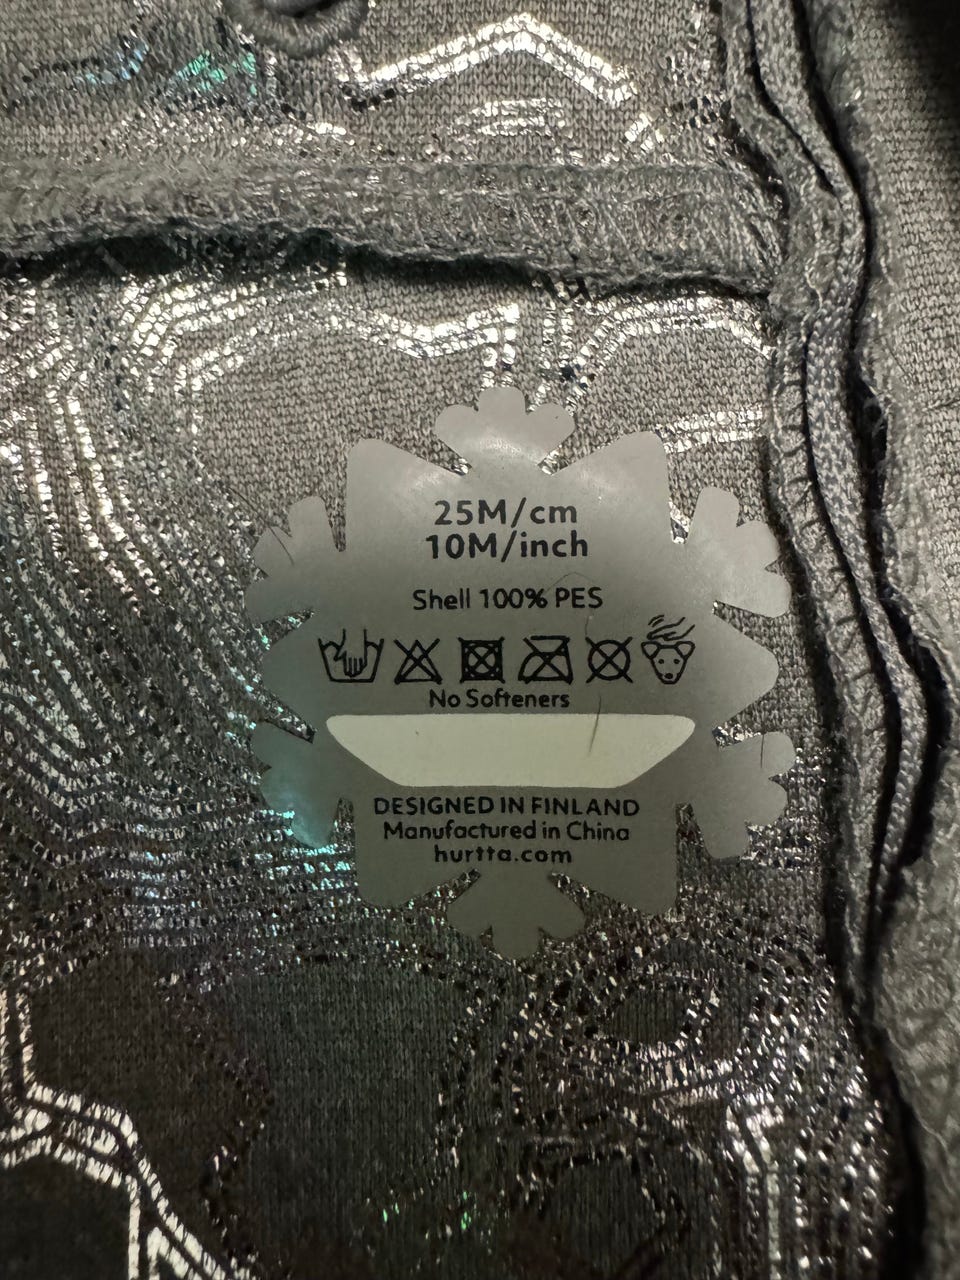 25M/cm
10M/inch
Shell 100% PES
No Softeners
DESIGNED IN FINLAND
Manufactured in China
hurtta.com